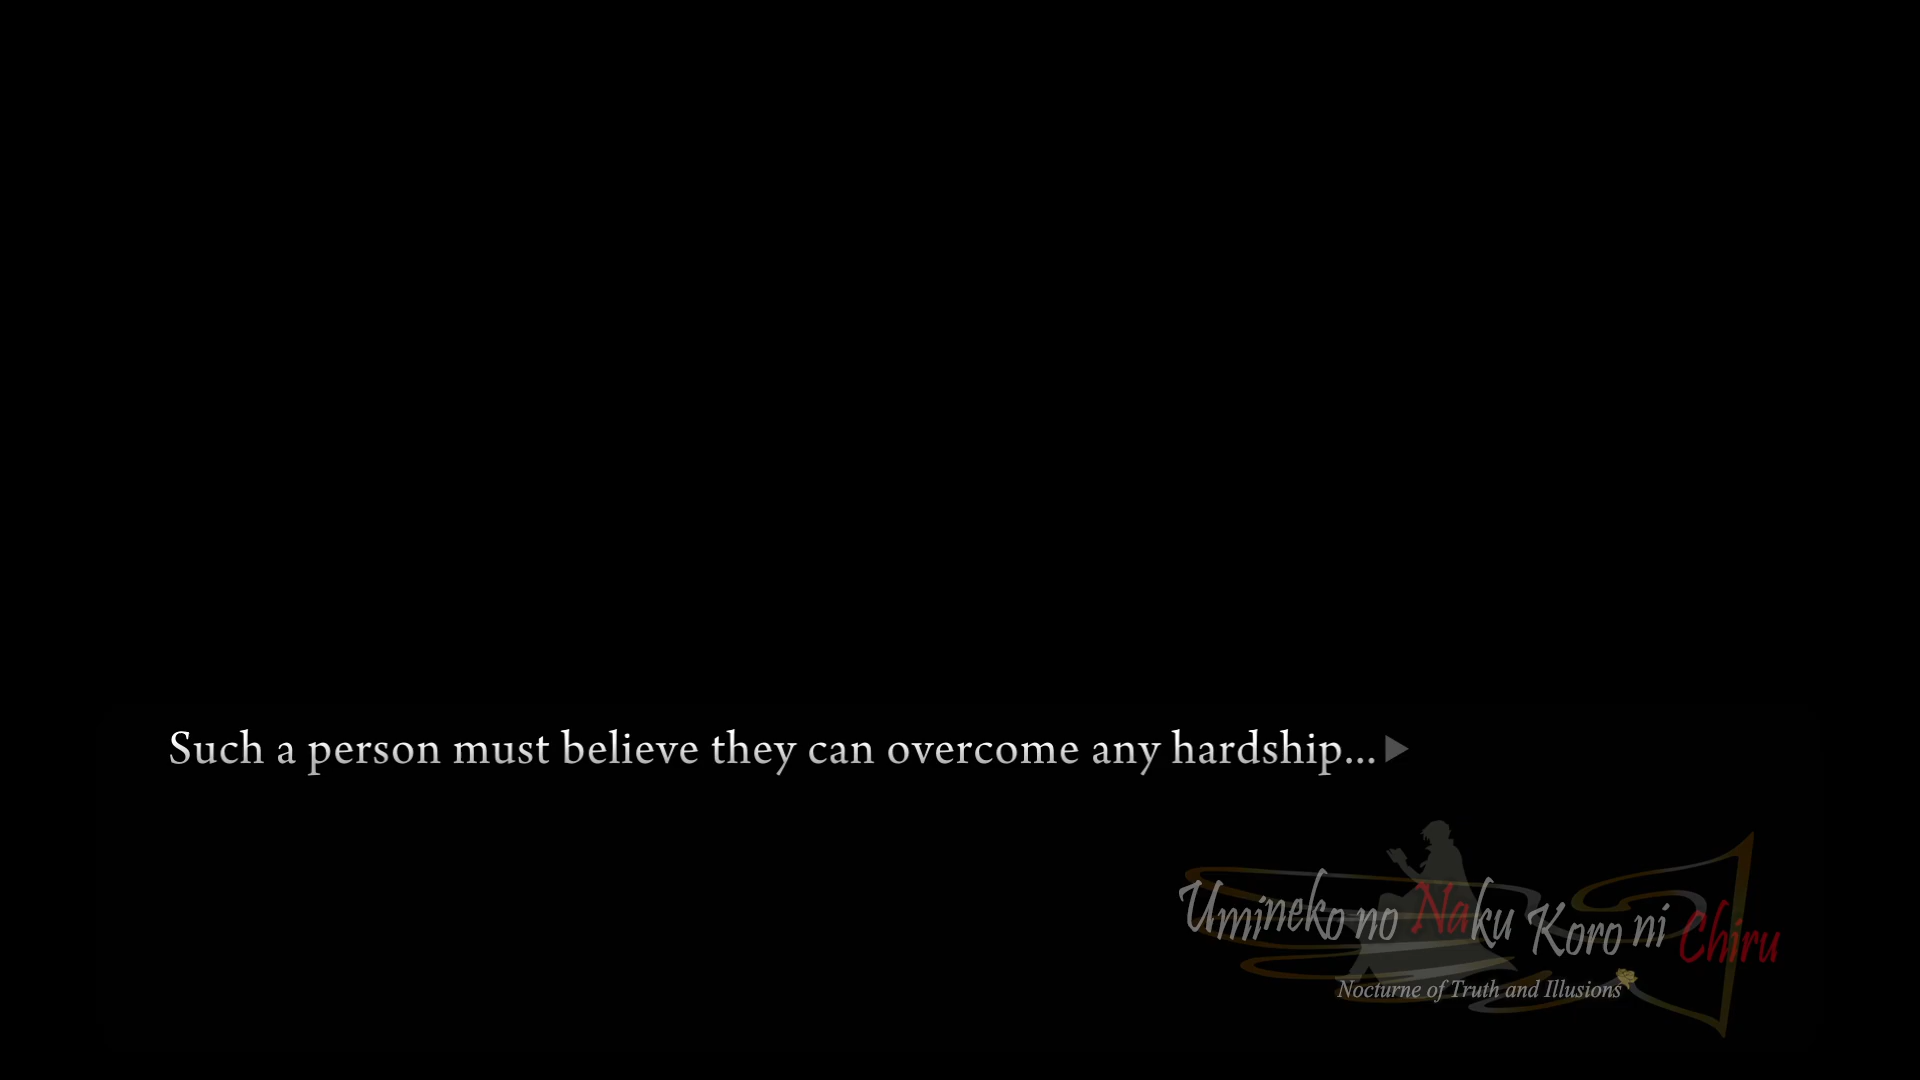 Such a person must believe they can overcome any hardship...
Umineko no Naku Koro ni Chiru
Nocturne of Truth and Illusions